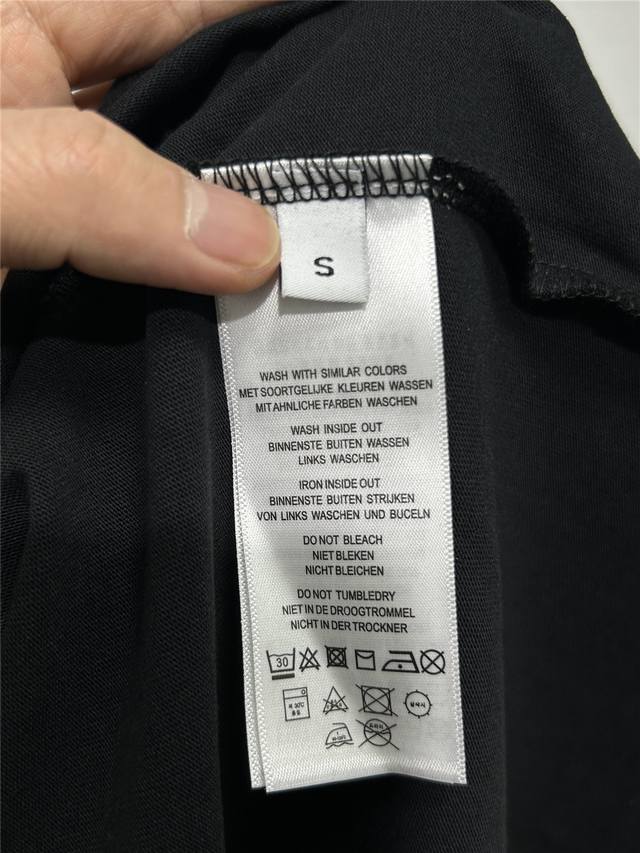 S
WASH WITH SIMILAR COLORS
MET SOORTGELIJKE KLEUREN WASSEN
MIT AHNLICHE FARBEN WASCHEN
WASH INSIDE OUT
BINNENSTE BUITEN WASSEN
LINKS WASCHEN
IRON INSIDE OUT
BINNENSTE BUITEN STRIJKEN
VON LINKS WASCHEN UND BUCELN
DO NOT BLEACH
NIET BLEKEN
NICHT BLEICHEN
DO NOT TUMBLEDRY
NIET IN DE DROOGTROMMEL
NICHT IN DER TROCKNER
30